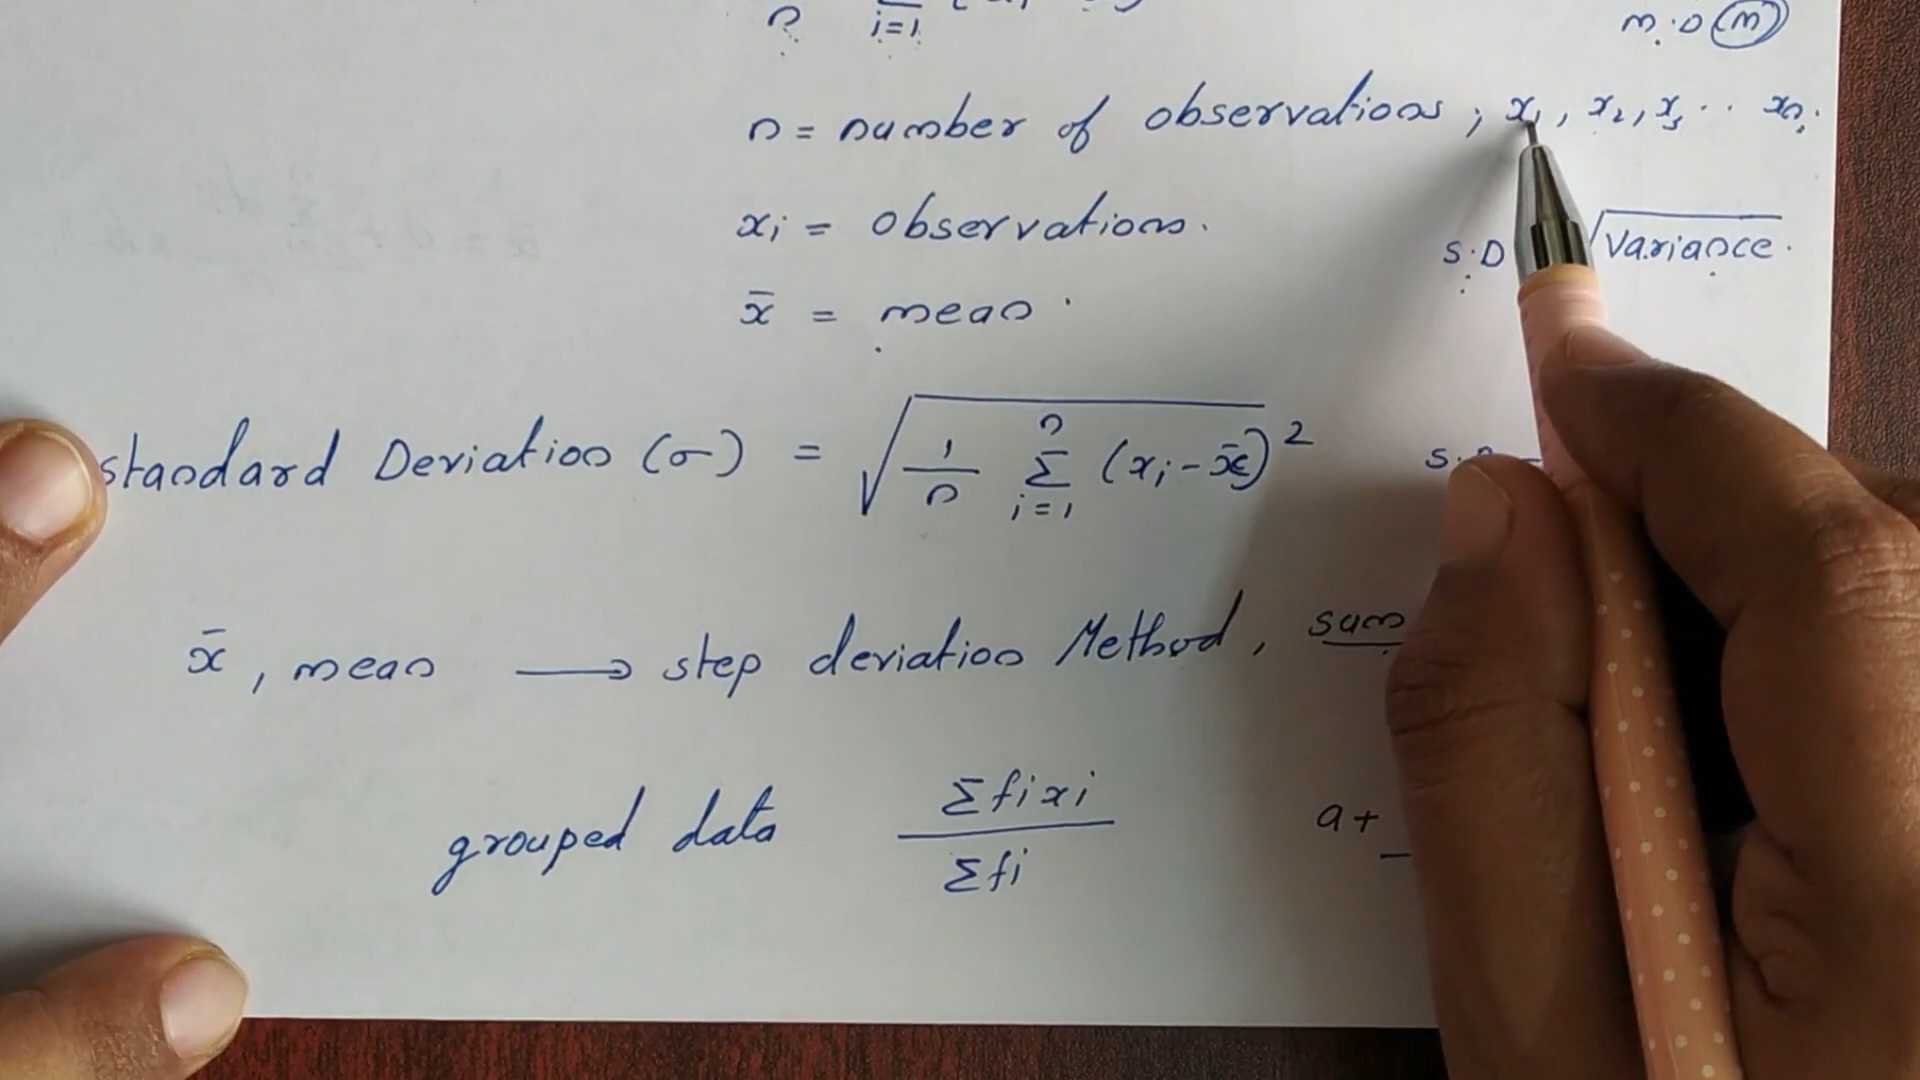 n i=1 M.D (M)
n = number of observations ; x₁, x₂, x₃ .. xₙ.
xᵢ = observations.
S.D √Variance.
x̄ = mean.
standard Deviation (σ) = √ 1/n Σ i=1 n (xᵢ - x̄)²
x̄, mean → step deviation Method, sum
grouped data Σfixi / Σfi a+